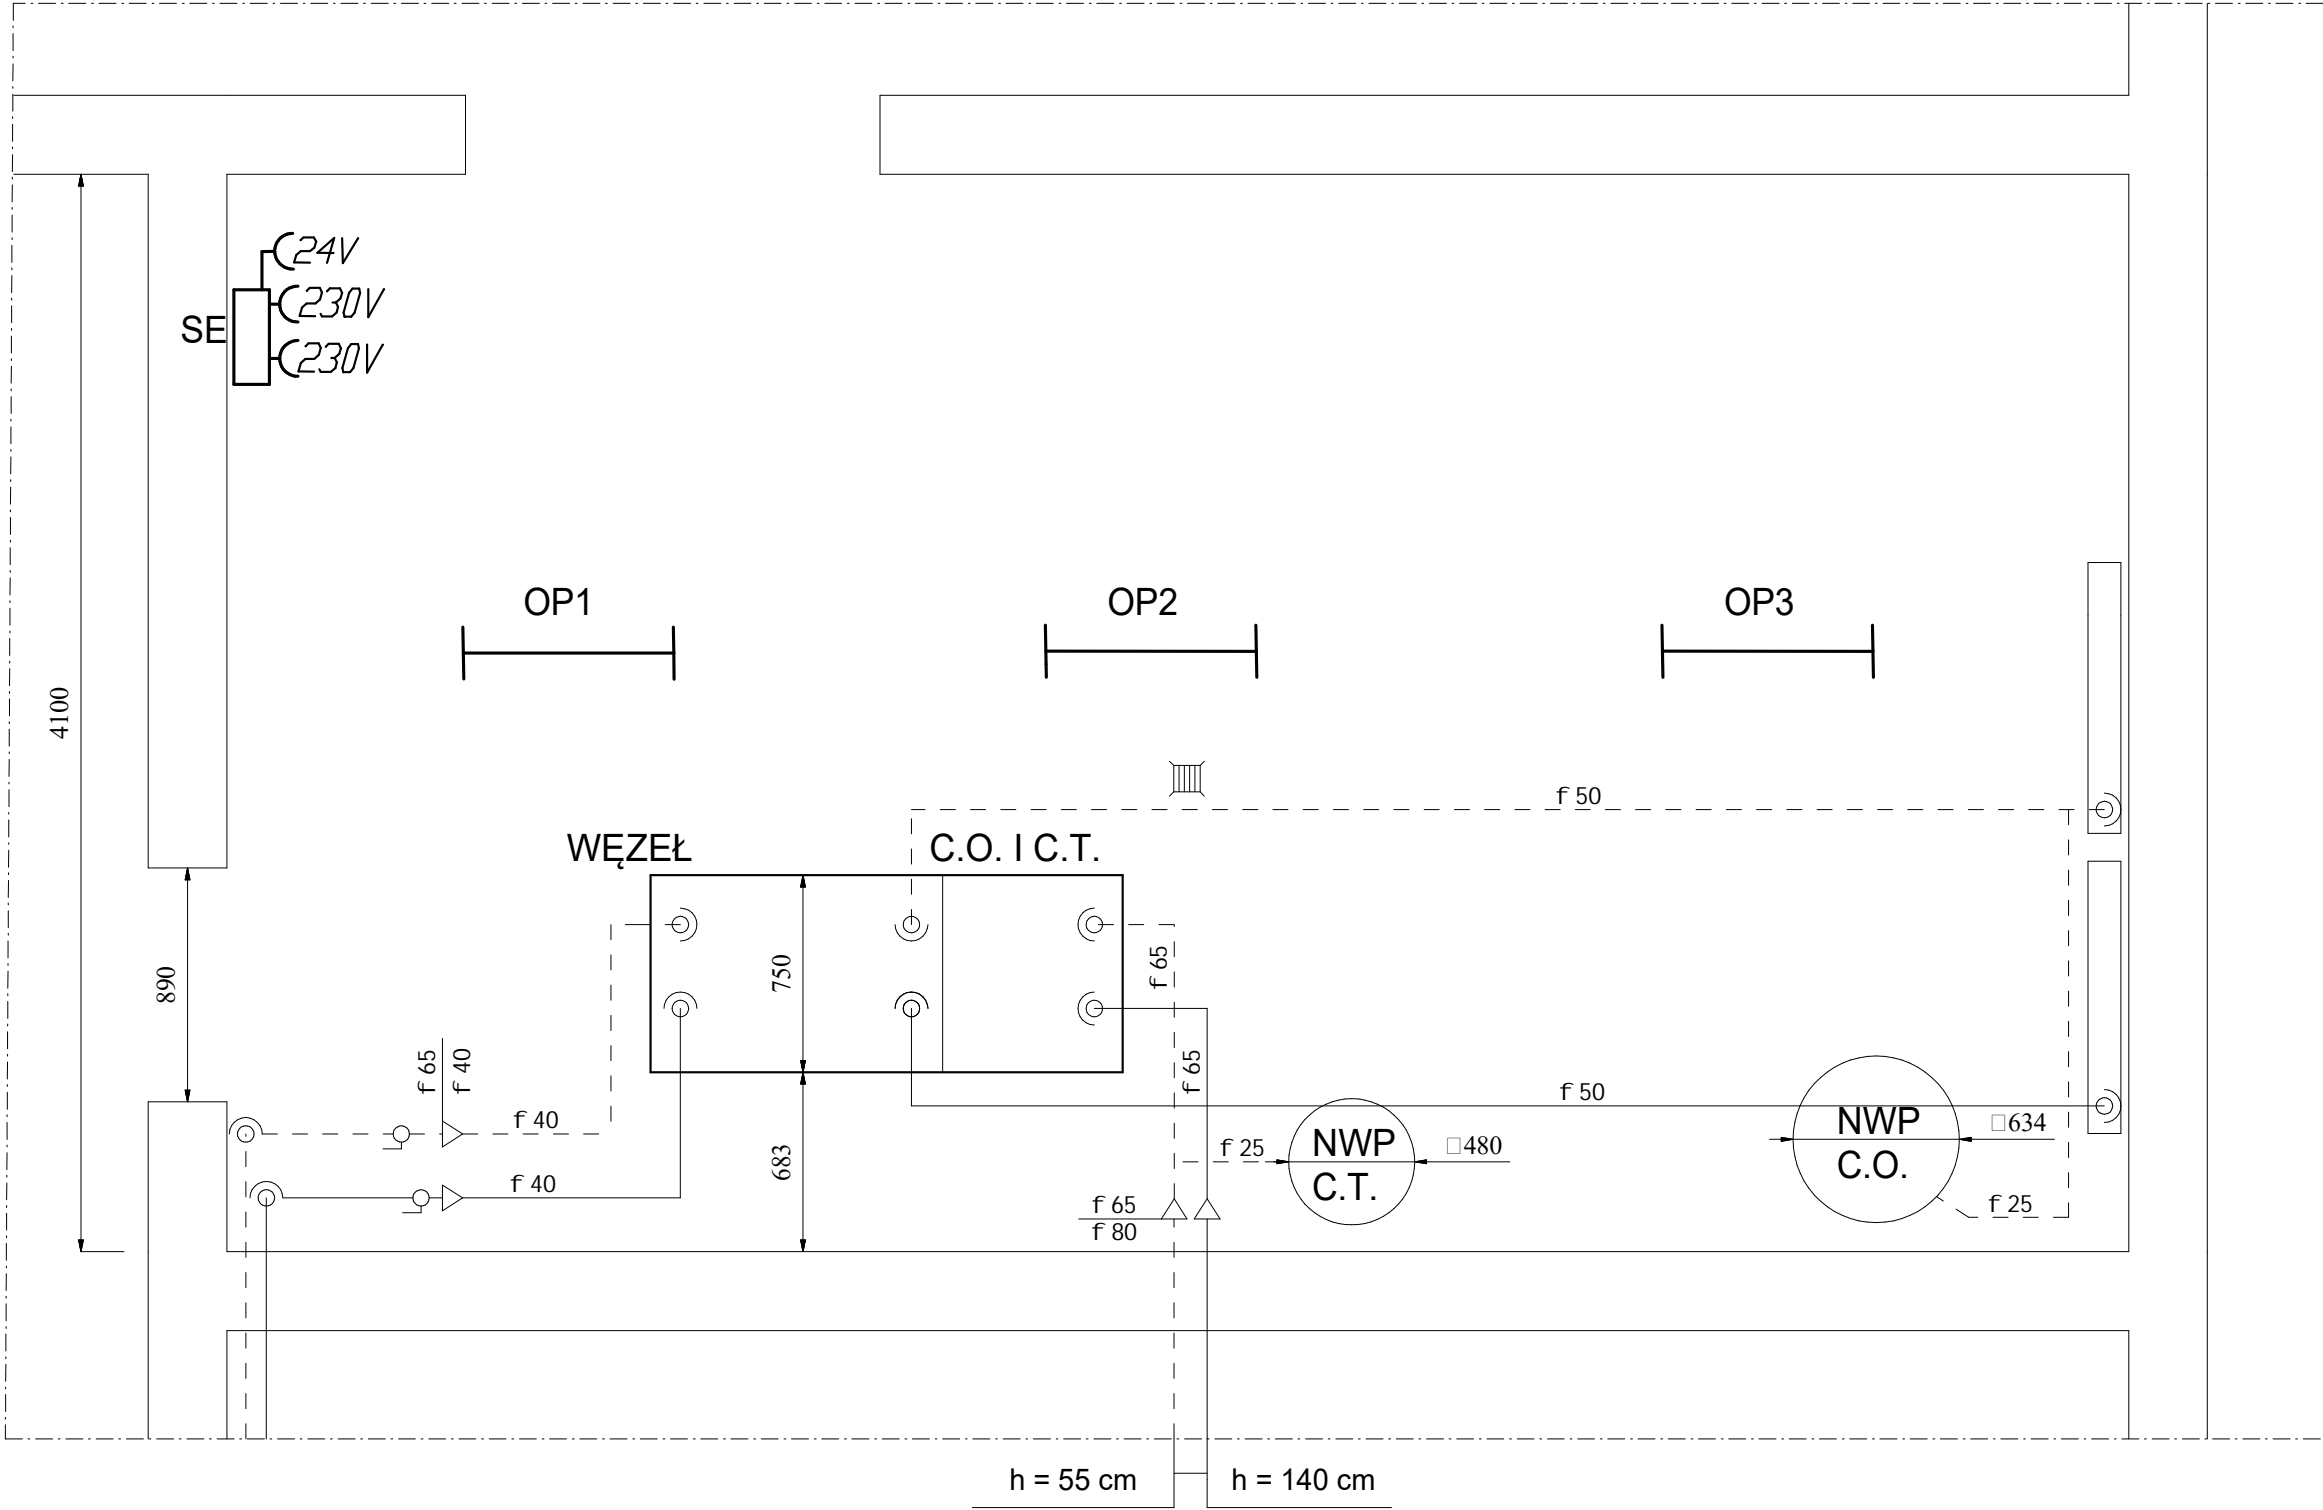 24V
230V
SE
230V
OP1
OP2
OP3
4100
f 50
WĘZEŁ
C.O. I C.T.
890
750
f 65
f 65
f 40
f 65
f 50
f 40
f 40
683
f 25
NWP
C.T.
□480
NWP
C.O.
□634
f 25
f 65
f 80
h = 55 cm
h = 140 cm